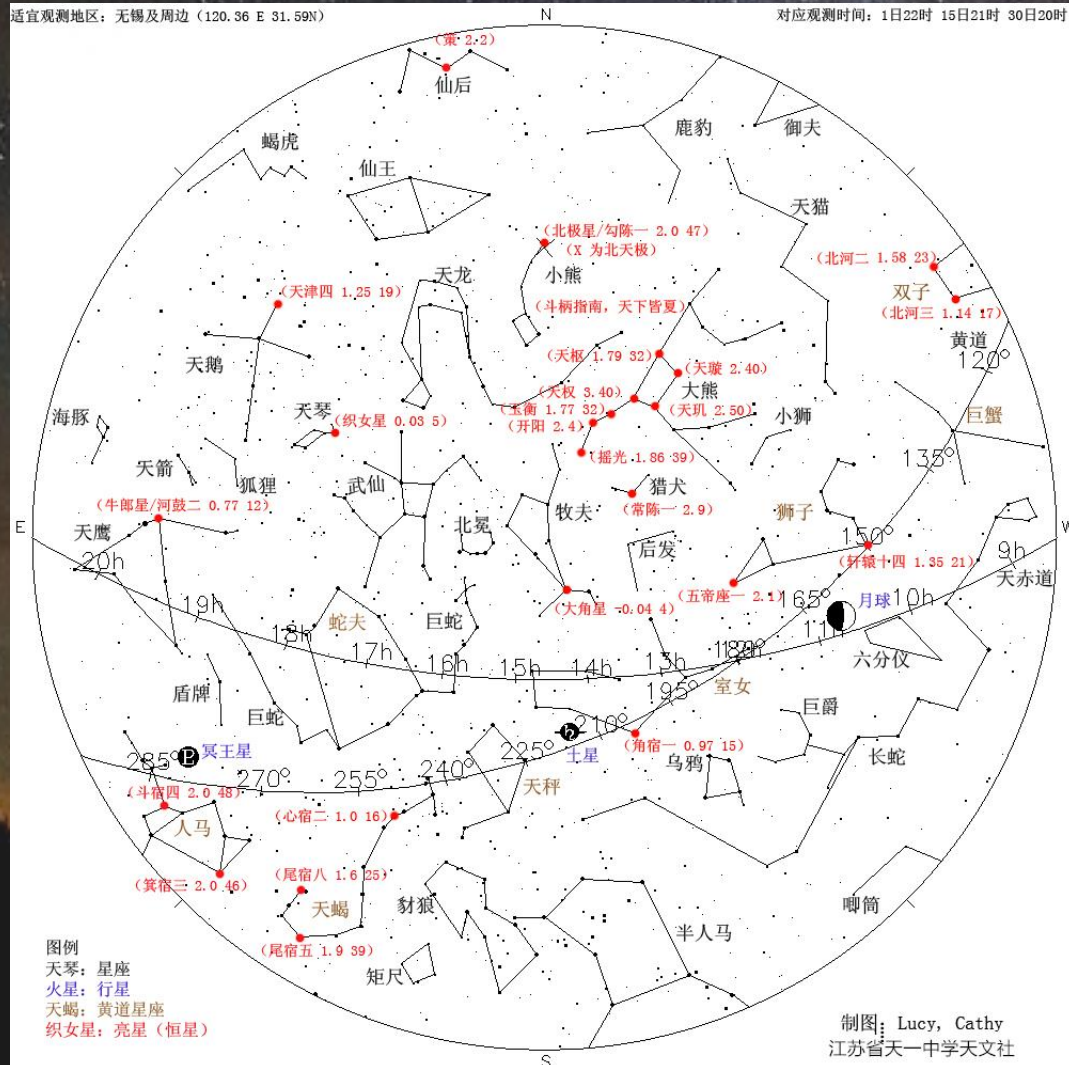 适宜观测地区：无锡及周边（120.36 E 31.59N）
N
对应观测时间：1日22时 15日21时 30日20时
（策 2.2）
仙后
鹿豹
御夫
蝎虎
仙王
天猫
（北极星/勾陈一 2.0 47）
（X 为北天极）
（北河二 1.58 23）
天龙
小熊
双子
（天津四 1.25 19）
（斗柄指南，天下皆夏）
（北河三 1.14 17）
黄道
120°
（天枢 1.79 32）
（天璇 2.40）
天鹅
大熊
（天权 3.40）
（玉衡 1.77 32）
（天玑 2.50）
（开阳 2.4）
海豚
天琴
（织女星 0.03 5）
小狮
巨蟹
135°
（摇光 1.86 39）
天箭
狐狸
武仙
猎犬
（牛郎星/河鼓二 0.77 12）
（常陈一 2.9）
牧夫
狮子
北冕
E
天鹰
150°
W
后发
9h
20h
（轩辕十四 1.35 21）
天赤道
（五帝座一 2.1）
（大角星 -0.04 4）
165°
月球
10h
19h
蛇夫
巨蛇
18h
11h
17h
180°
六分仪
16h
15h
14h
13h
室女
195°
盾牌
巨蛇
巨爵
210°
285°
冥王星
225°
土星
（角宿一 0.97 15）
乌鸦
长蛇
270°
255°
240°
天秤
（斗宿四 2.0 48）
人马
（心宿二 1.0 16）
（箕宿三 2.0 46）
（尾宿八 1.6 25）
天蝎
豺狼
唧筒
半人马
（尾宿五 1.9 39）
矩尺
图例
天琴：星座
火星：行星
天蝎：黄道星座
织女星：亮星（恒星）
制图：Lucy, Cathy
江苏省天一中学天文社
S